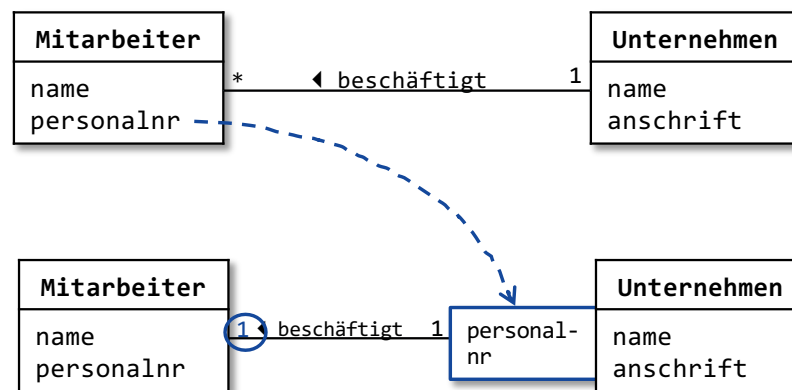 Mitarbeiter
name
personalnr
* ◀ beschäftigt 1
Unternehmen
name
anschrift
Mitarbeiter
name
personalnr
1 ◀ beschäftigt 1
personal-
nr
Unternehmen
name
anschrift